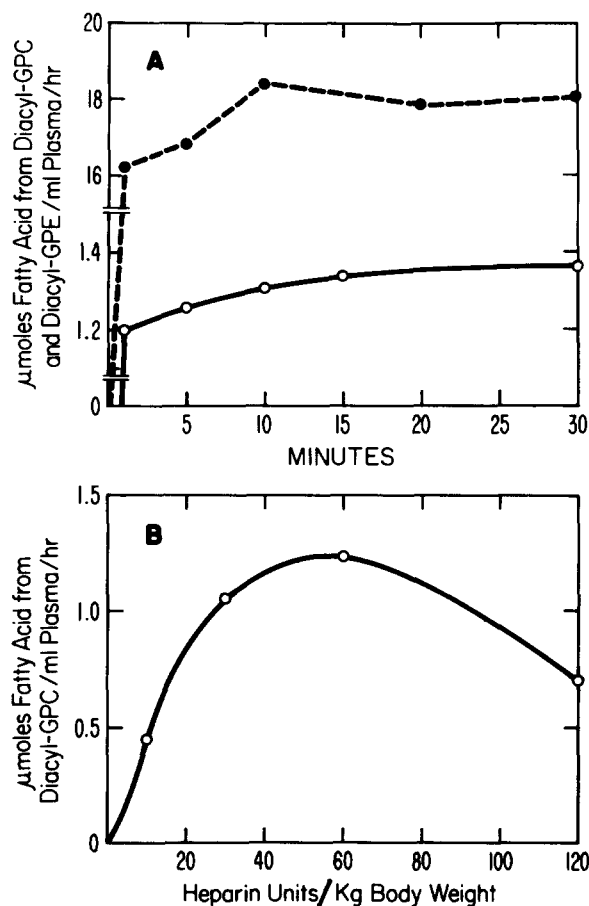 A
μmoles Fatty Acid from Diacyl-GPC
and Diacyl-GPE/ml Plasma/hr
20
18
16
1.4
1.2
0
5
10
15
20
25
30
MINUTES
B
μmoles Fatty Acid from
Diacyl-GPC/ml Plasma/hr
1.5
1.0
0.5
0
20
40
60
80
100
120
Heparin Units/Kg Body Weight